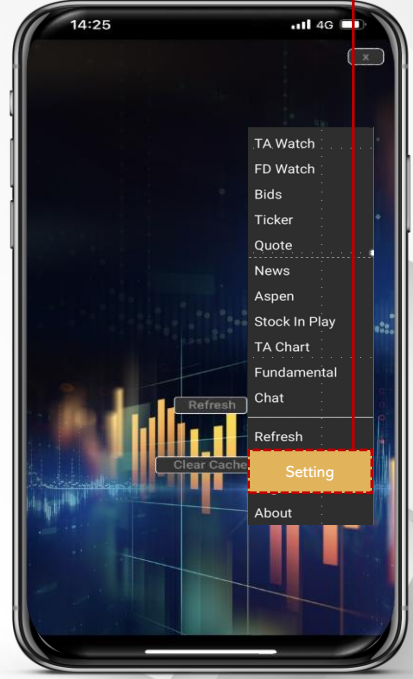 14:25
4G
x
TA Watch
FD Watch
Bids
Ticker
Quote
News
Aspen
Stock In Play
TA Chart
Fundamental
Chat
Refresh
Refresh
Clear Cache
Setting
About